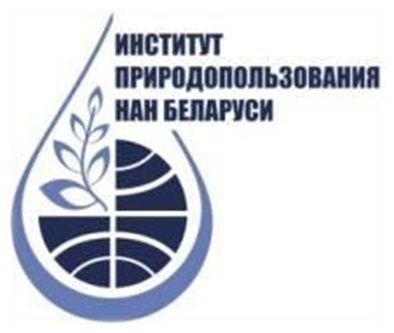 ИНСТИТУТ
ПРИРОДОПОЛЬЗОВАНИЯ
НАН БЕЛАРУСИ